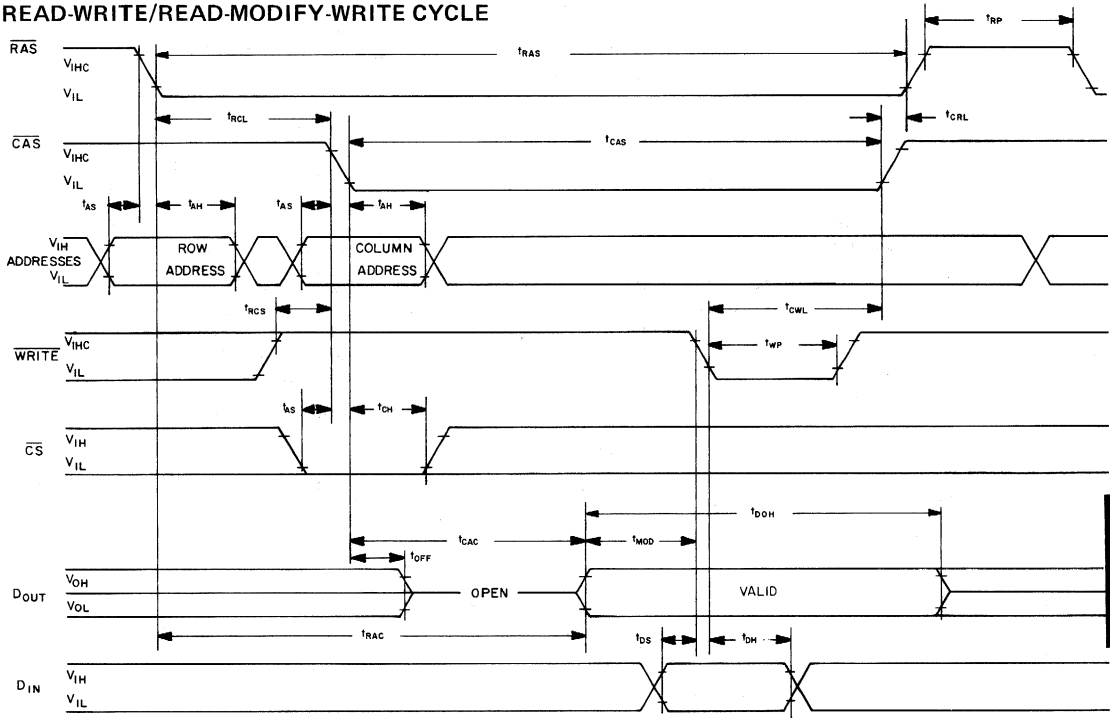 READ-WRITE/READ-MODIFY-WRITE CYCLE
tRP
RAS
tRAS
VIHC
VIL
tRCL
tCRL
CAS
tCAS
VIHC
VIL
tAS
tAH
tAS
tAH
VIH
ADDRESSES
VIL
ROW
ADDRESS
COLUMN
ADDRESS
tRCS
tCWL
WRITE
VIHC
VIL
tWP
tAS
tCH
CS
VIH
VIL
tDOH
tCAC
tMOD
tOFF
DOUT
VOH
VOL
OPEN
VALID
tRAC
tDS
tDH
DIN
VIH
VIL